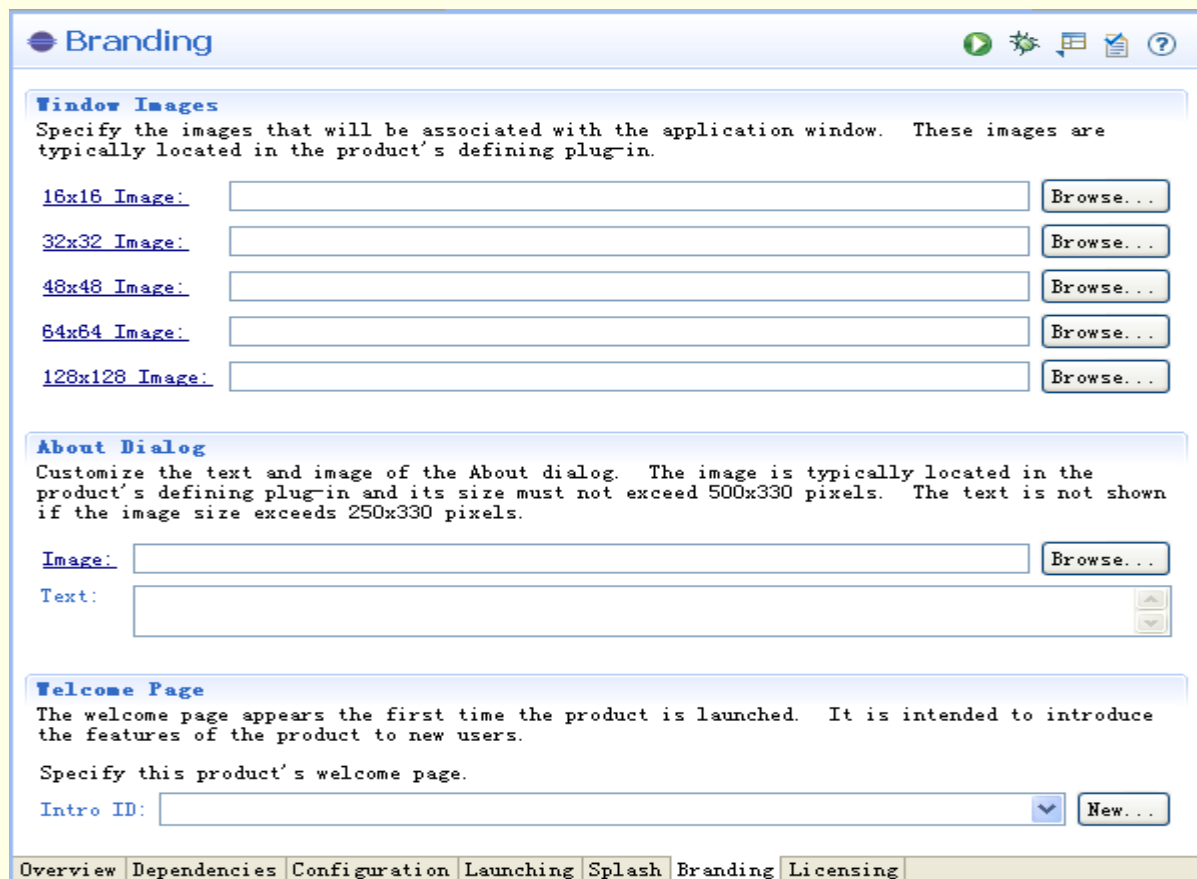 Branding
Window Images
Specify the images that will be associated with the application window.  These images are
typically located in the product's defining plug-in.
16x16 Image: Browse...
32x32 Image: Browse...
48x48 Image: Browse...
64x64 Image: Browse...
128x128 Image: Browse...
About Dialog
Customize the text and image of the About dialog.  The image is typically located in the
product's defining plug-in and its size must not exceed 500x330 pixels.  The text is not shown
if the image size exceeds 250x330 pixels.
Image: Browse...
Text:
Welcome Page
The welcome page appears the first time the product is launched.  It is intended to introduce
the features of the product to new users.
Specify this product's welcome page.
Intro ID: New...
Overview Dependencies Configuration Launching Splash Branding Licensing